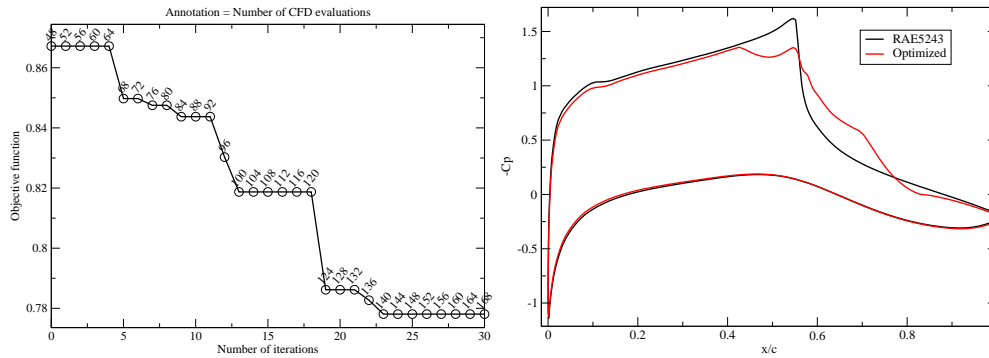 Annotation = Number of CFD evaluations
Objective function
0.86
0.84
0.82
0.8
0.78
48 52 56 60 64 68 72 76 80 84 88 92 96 100 104 108 112 116 120 124 128 132 136 140 144 148 152 156 160 164 168
0 5 10 15 20 25 30
Number of iterations
-Cp
1.5
1
0.5
0
-0.5
-1
RAE5243
Optimized
0 0.2 0.4 0.6 0.8
x/c